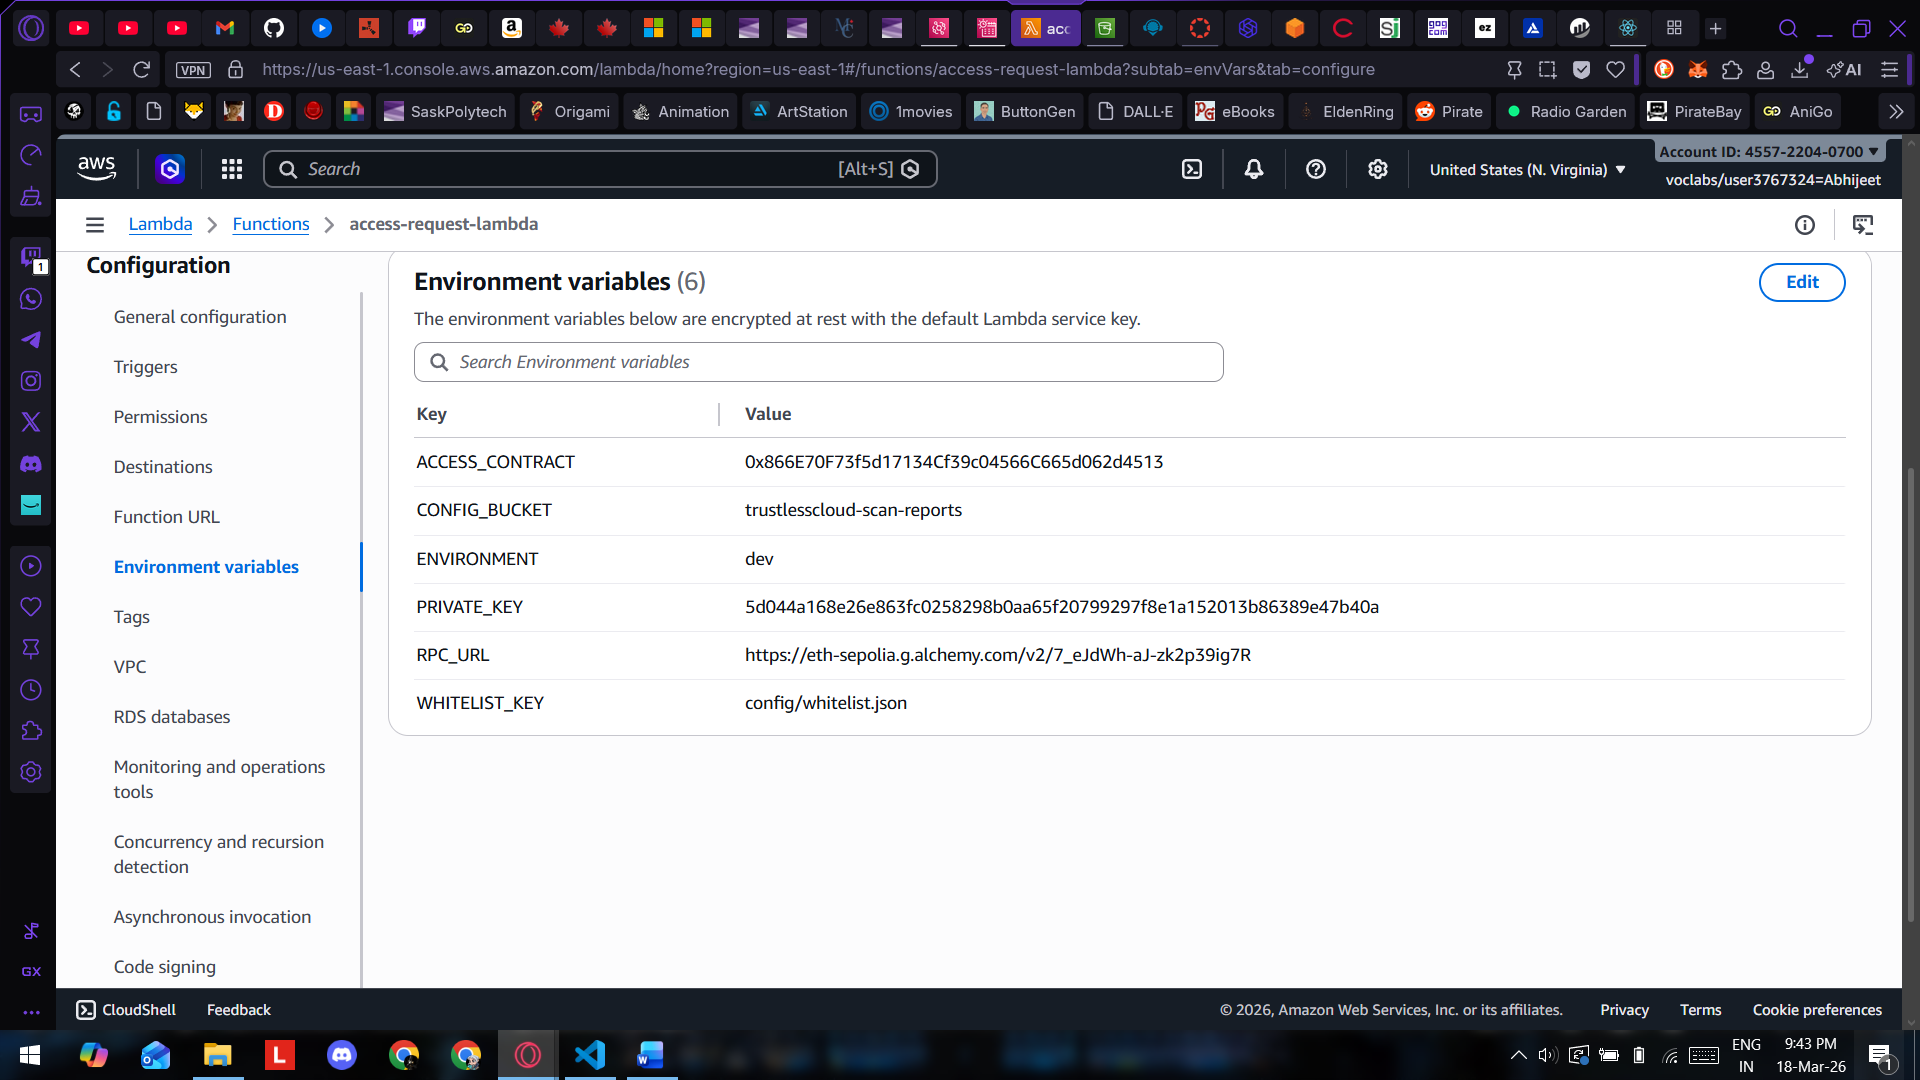 acc
VPN
https://us-east-1.console.aws.amazon.com/lambda/home?region=us-east-1#/functions/access-request-lambda?subtab=envVars&tab=configure
AI
SaskPolytech
Origami
Animation
ArtStation
1movies
ButtonGen
DALL·E
eBooks
EldenRing
Pirate
Radio Garden
PirateBay
AniGo
aws
Search
[Alt+S]
United States (N. Virginia)
Account ID: 4557-2204-0700
voclabs/user3767324=Abhijeet
Lambda
Functions
access-request-lambda
Configuration
General configuration
Triggers
Permissions
Destinations
Function URL
Environment variables
Tags
VPC
RDS databases
Monitoring and operations
tools
Concurrency and recursion
detection
Asynchronous invocation
Code signing
Environment variables (6)
Edit
The environment variables below are encrypted at rest with the default Lambda service key.
Search Environment variables
Key Value
ACCESS_CONTRACT 0x866E70F73f5d17134Cf39c04566C665d062d4513
CONFIG_BUCKET trustlesscloud-scan-reports
ENVIRONMENT dev
PRIVATE_KEY 5d044a168e26e863fc0258298b0aa65f20799297f8e1a152013b86389e47b40a
RPC_URL https://eth-sepolia.g.alchemy.com/v2/7_eJdWh-aJ-zk2p39ig7R
WHITELIST_KEY config/whitelist.json
1
GX
CloudShell
Feedback
© 2026, Amazon Web Services, Inc. or its affiliates.
Privacy
Terms
Cookie preferences
ENG
IN
9:43 PM
18-Mar-26
1